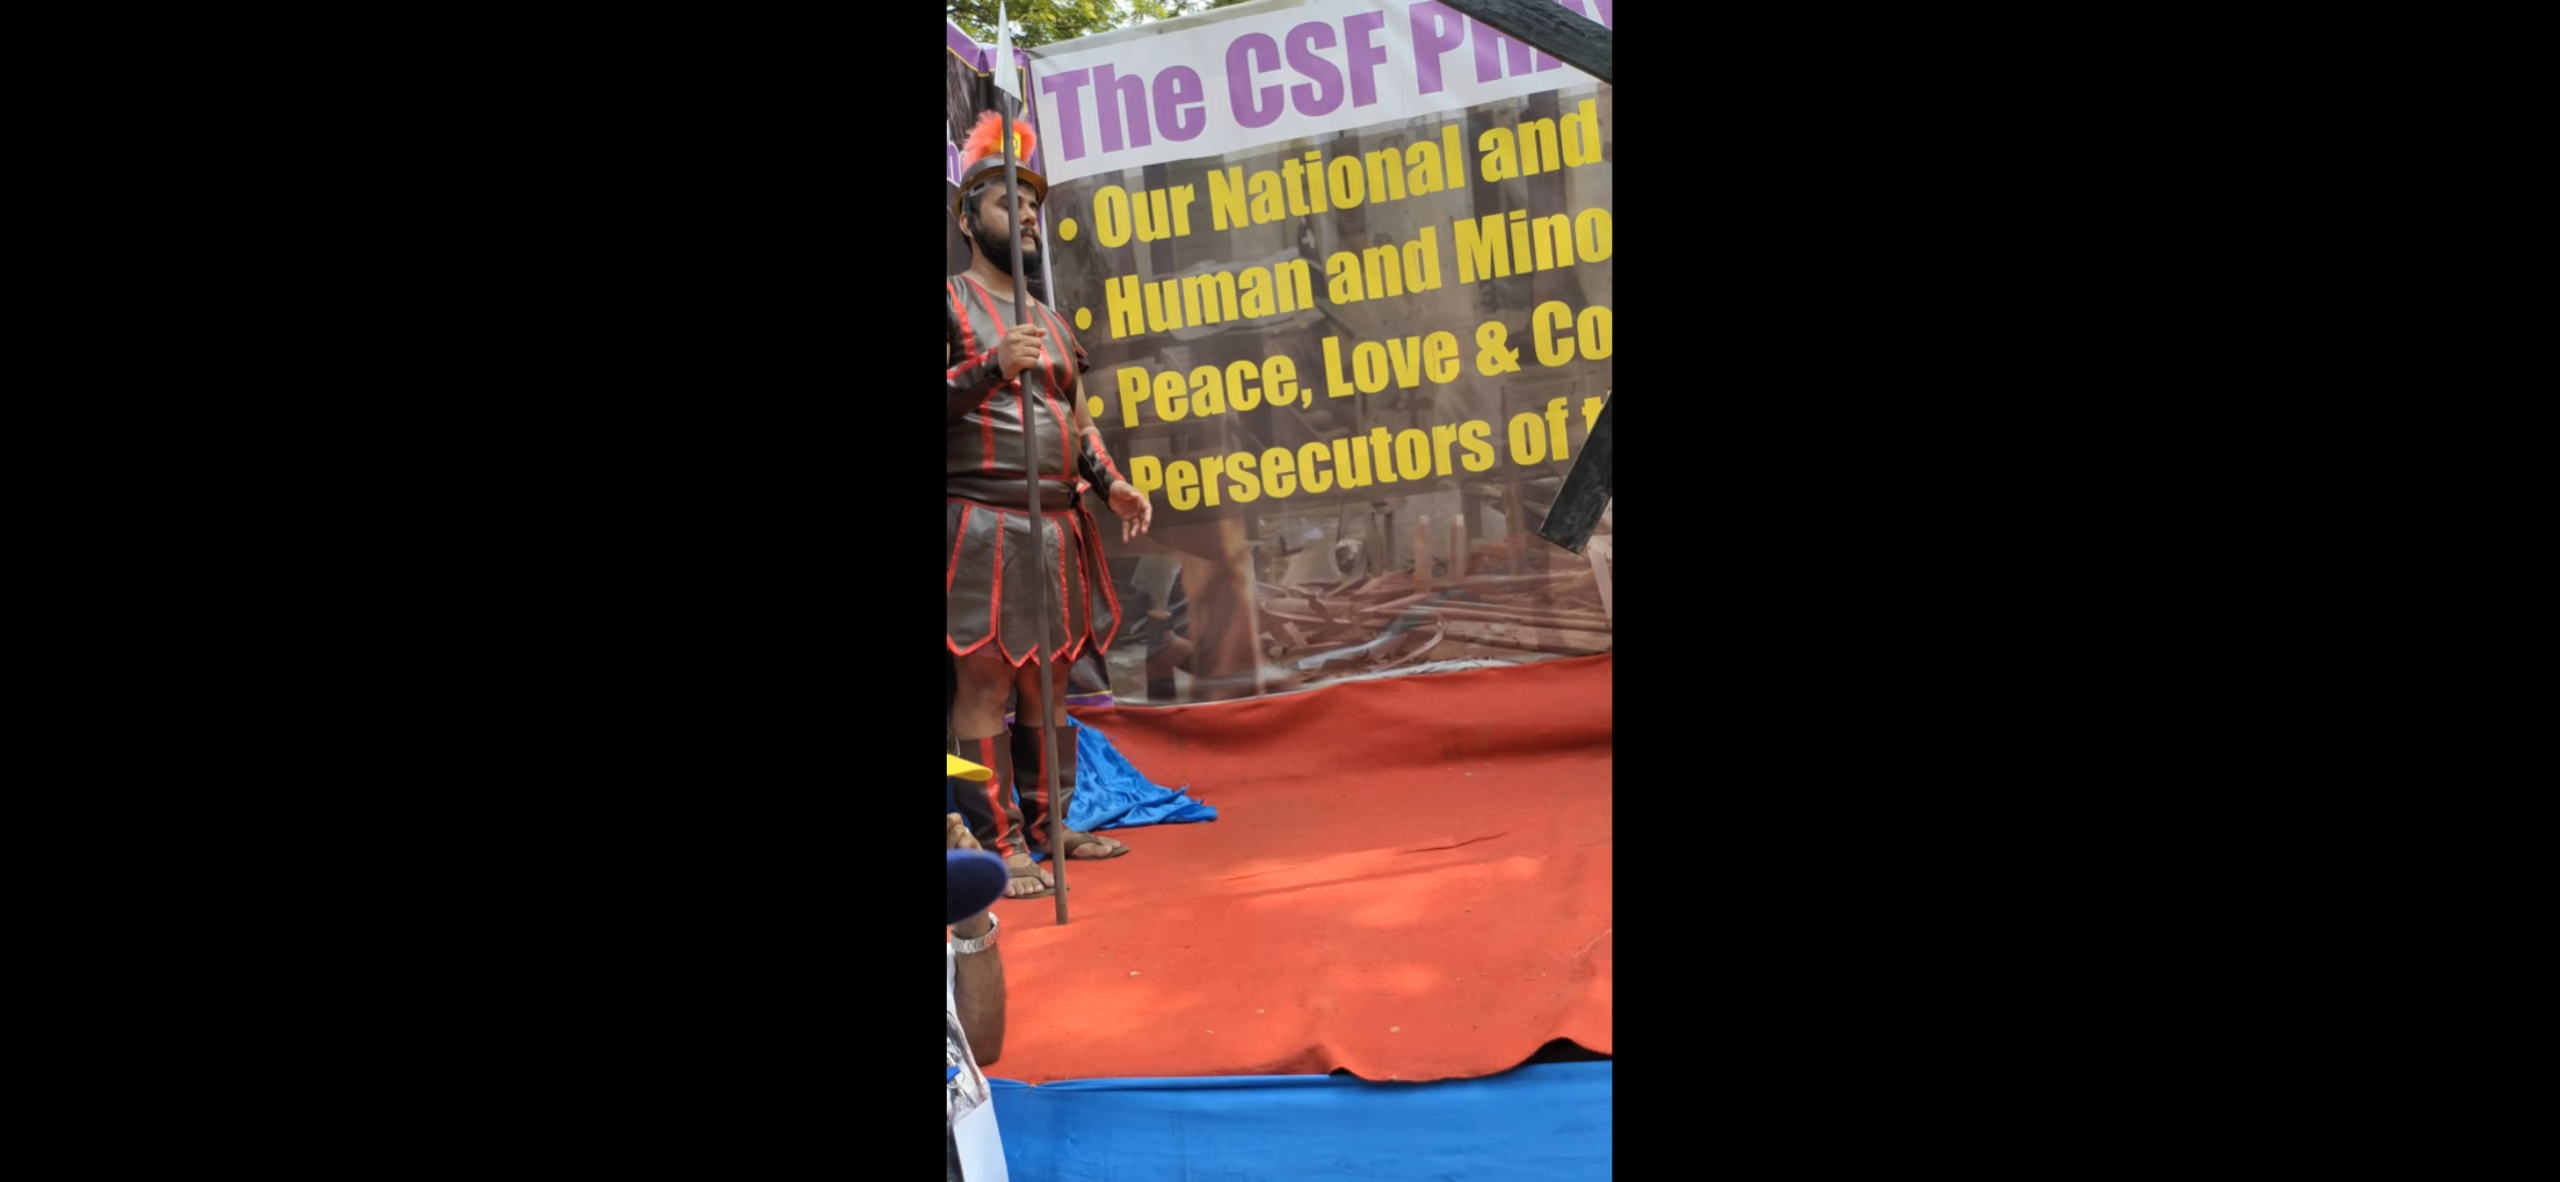 The CSF
• Our National and
• Human and Mino
• Peace, Love & Co
Persecutors of t